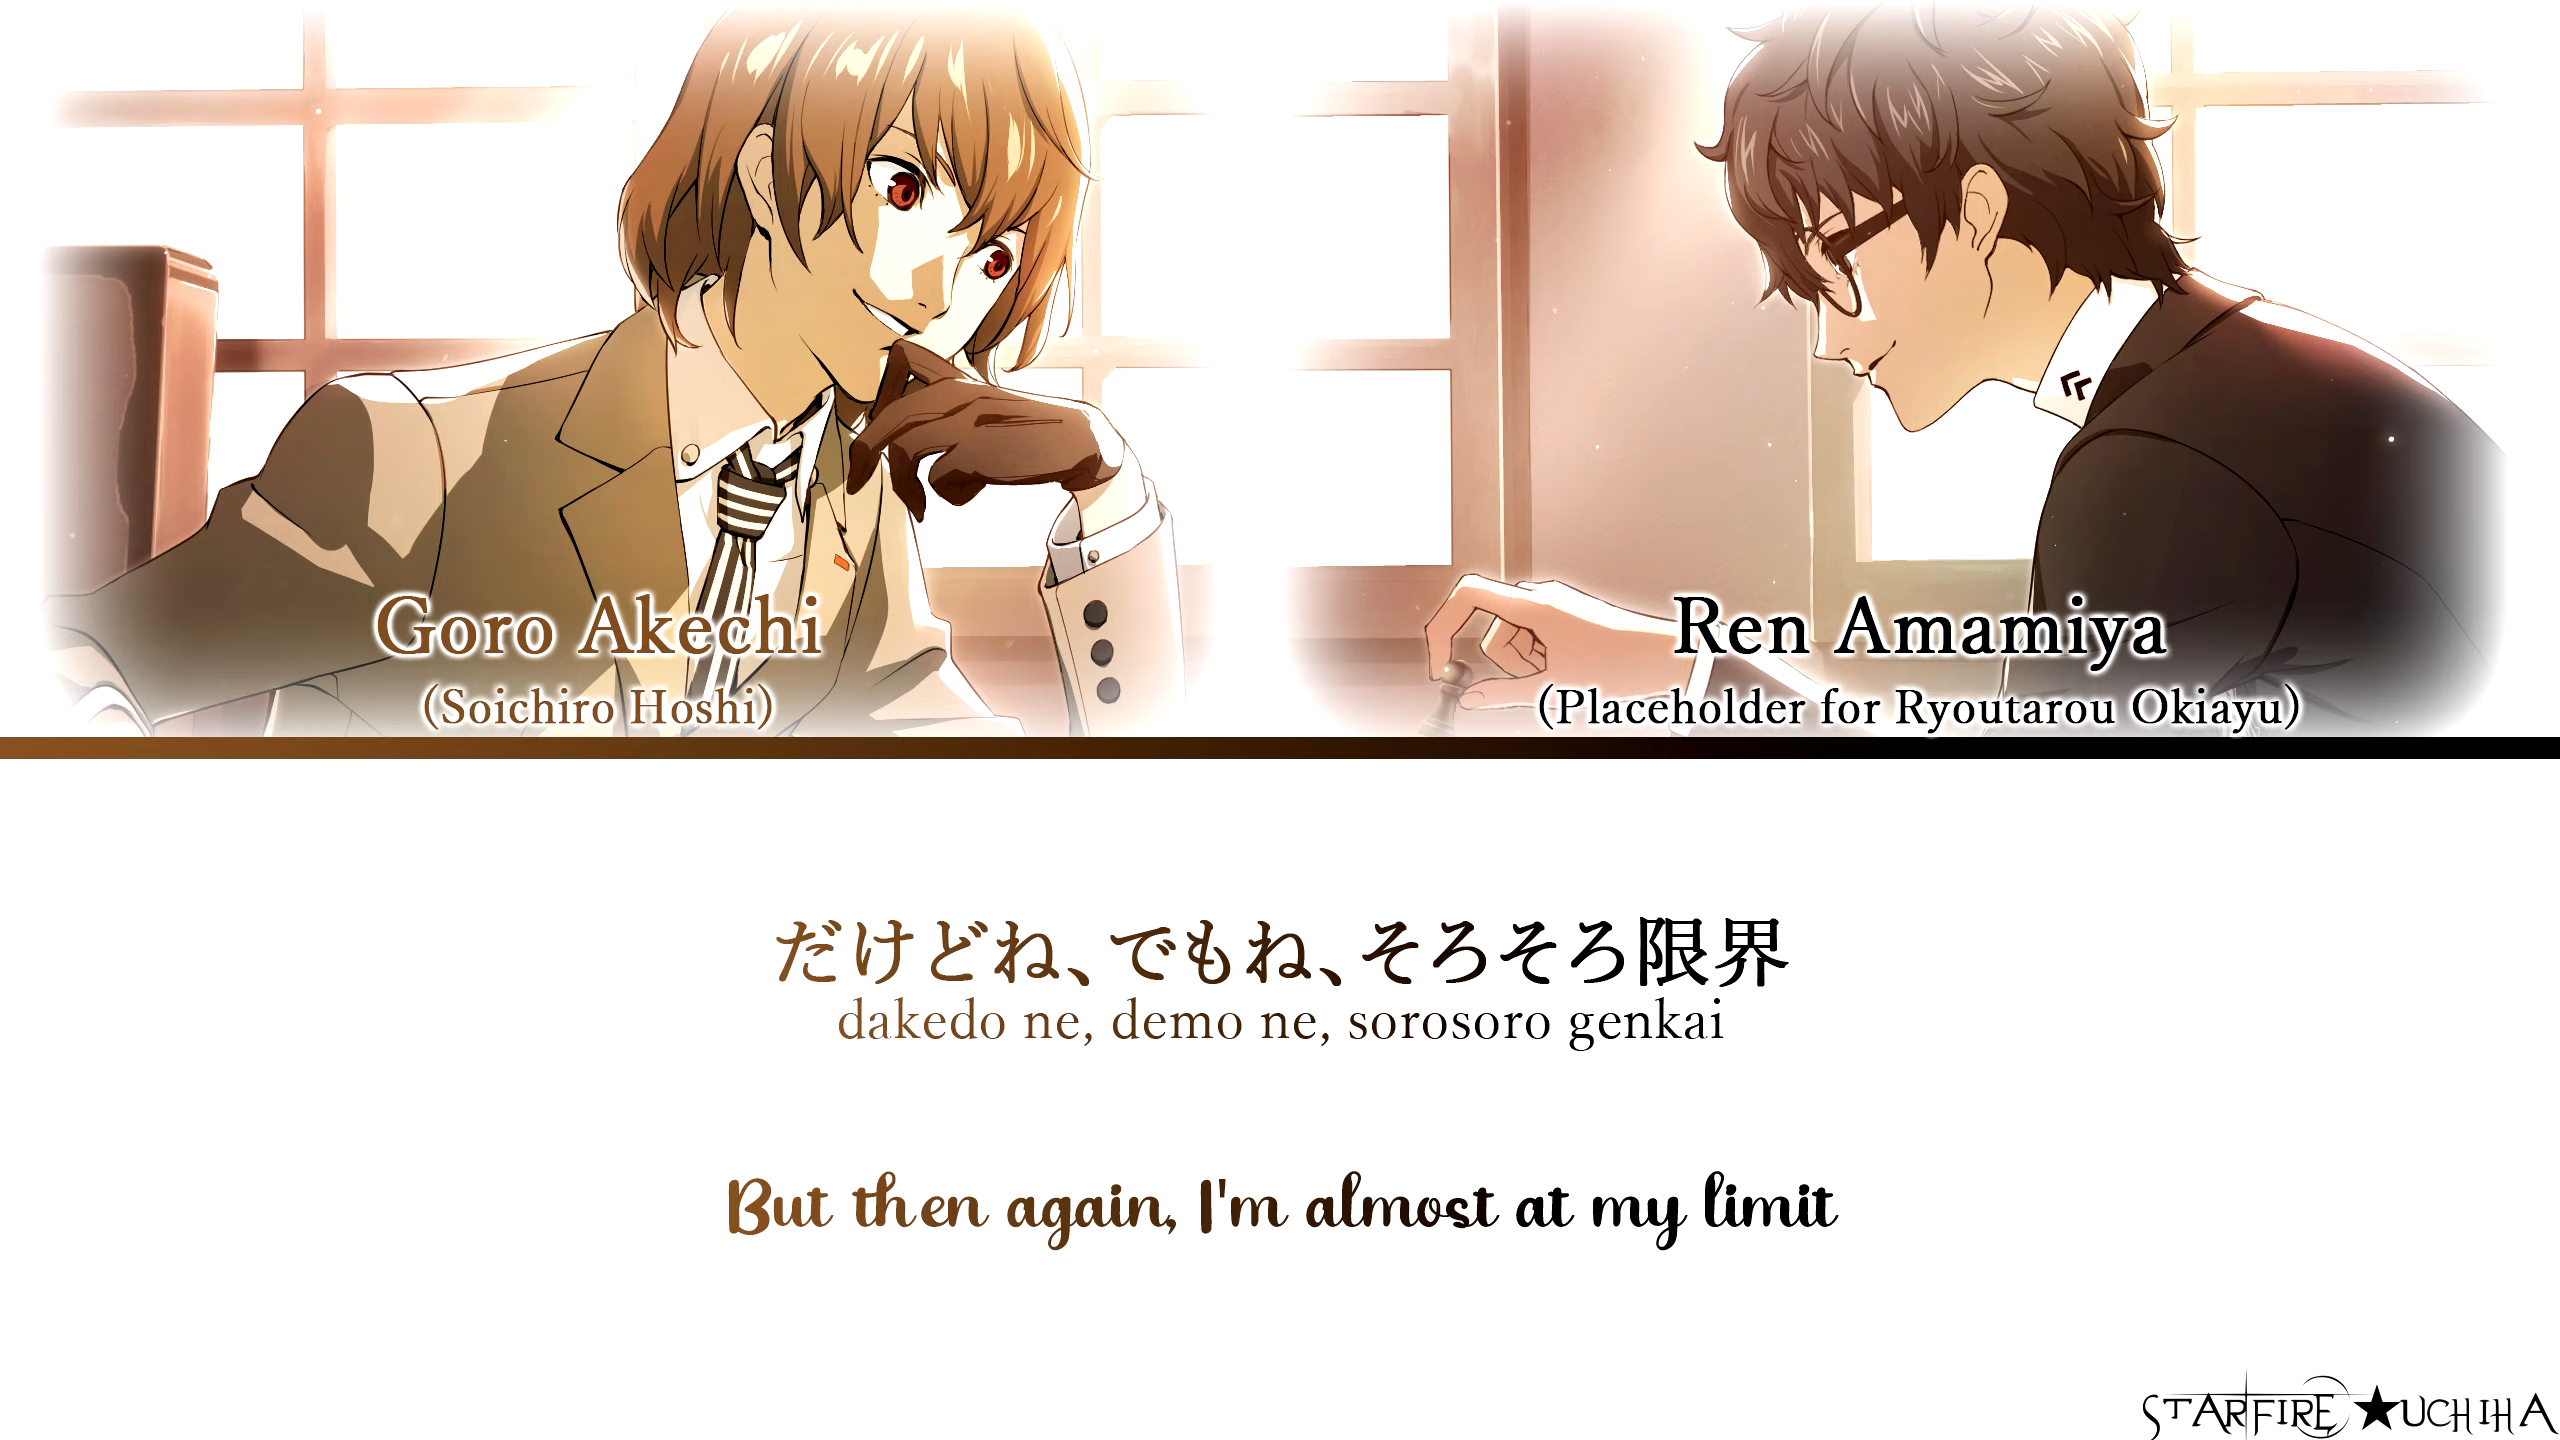 Goro Akechi
(Soichiro Hoshi)
Ren Amamiya
(Placeholder for Ryoutarou Okiayu)
だけどね、でもね、そろそろ限界
dakedo ne, demo ne, sorosoro genkai
But then again, I'm almost at my limit
STARFIRE★UCHIHA